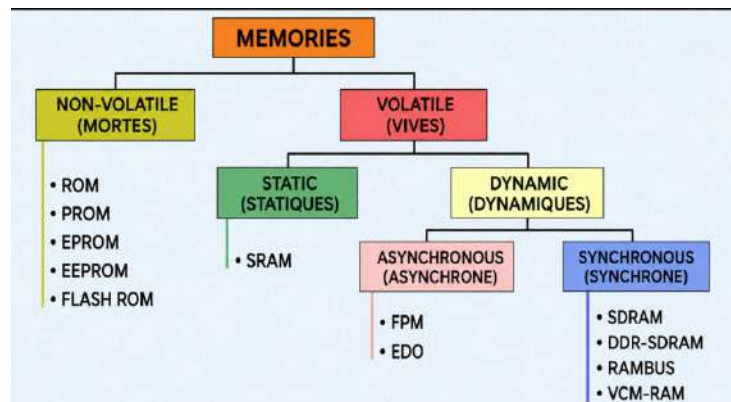 MEMORIES
NON-VOLATILE
(MORTES)
VOLATILE
(VIVES)
• ROM
• PROM
• EPROM
• EEPROM
• FLASH ROM
STATIC
(STATIQUES)
• SRAM
DYNAMIC
(DYNAMIQUES)
ASYNCHRONOUS
(ASYNCHRONE)
• FPM
• EDO
SYNCHRONOUS
(SYNCHRONE)
• SDRAM
• DDR-SDRAM
• RAMBUS
• VCM-RAM